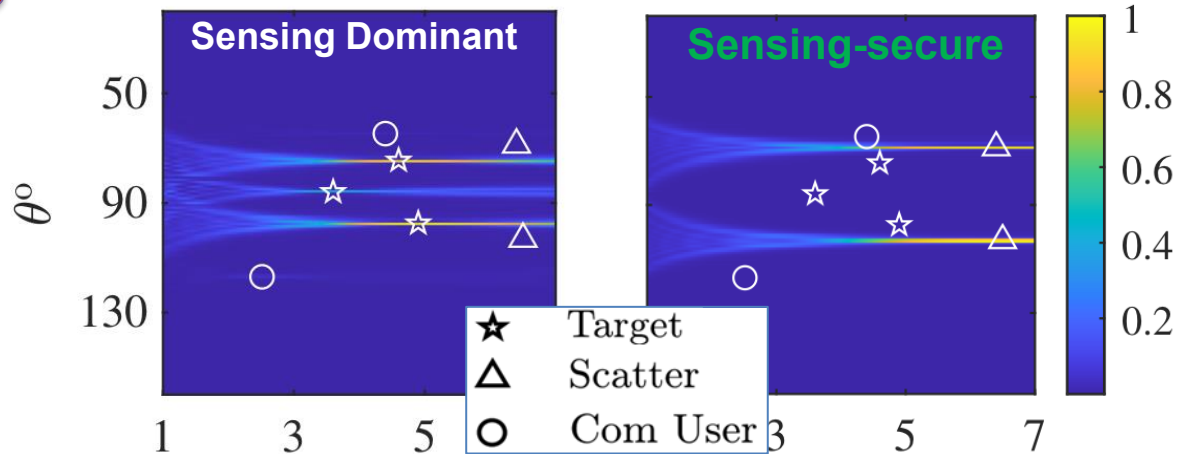 Sensing Dominant
Sensing-secure
θ°
50
90
130
1
3
5
3
5
7
1
0.8
0.6
0.4
0.2
Target
Scatter
Com User